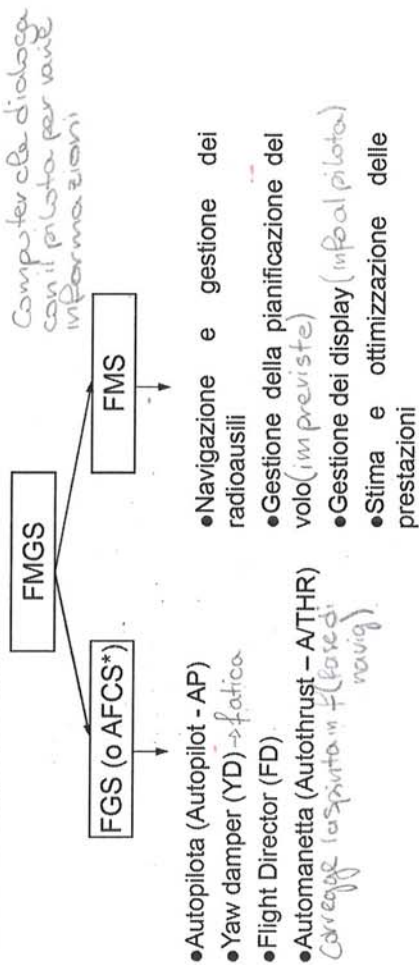 Computer che dialoga
con il pilota per varie
informazioni
FMGS
FGS (o AFCS*)
FMS
●Autopilota (Autopilot - AP)
●Yaw damper (YD) → fatica
●Flight Director (FD)
●Automanetta (Autothrust – A/THR)
Corregge la spinta in f(fase di
navig)
●Navigazione e gestione dei
radioausili
●Gestione della pianificazione del
volo (impreviste)
●Gestione dei display (info al pilota)
●Stima e ottimizzazione delle
prestazioni